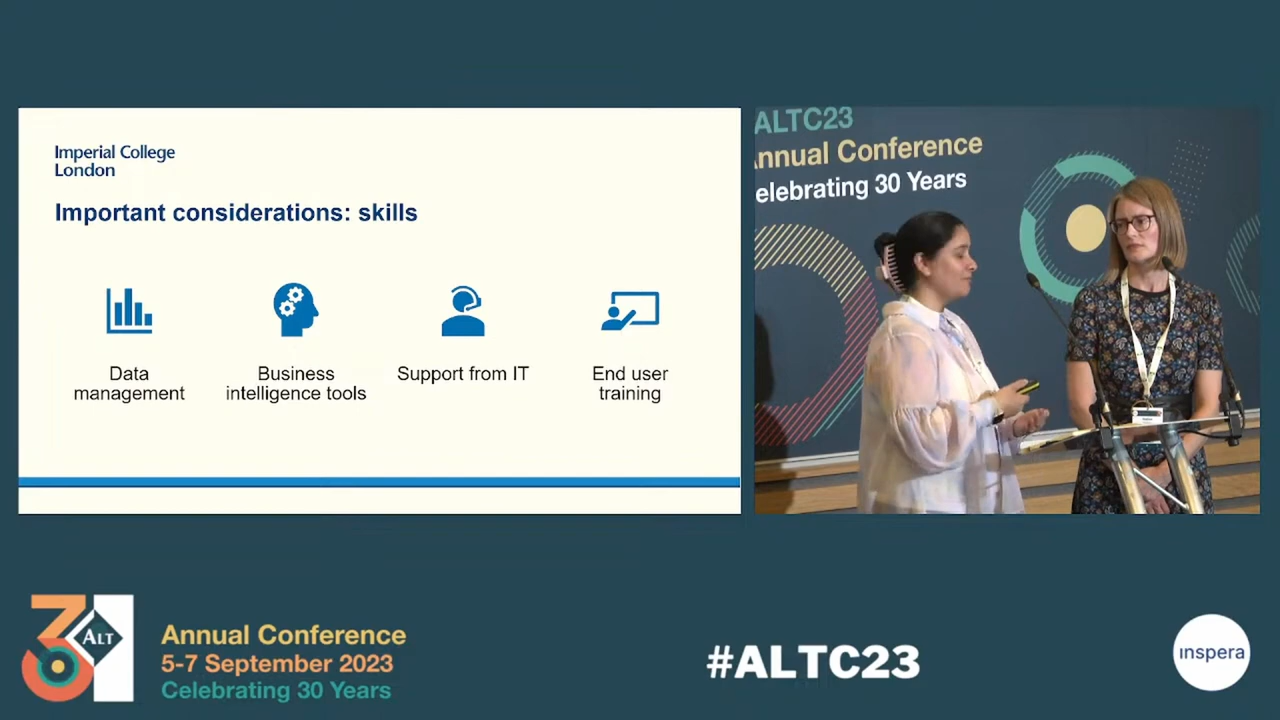 Imperial College
London
Important considerations: skills
Data
management
Business
intelligence tools
Support from IT
End user
training
ALTC23
Annual Conference
elebrating 30 Years
ALT
Annual Conference
5-7 September 2023
Celebrating 30 Years
#ALTC23
inspera